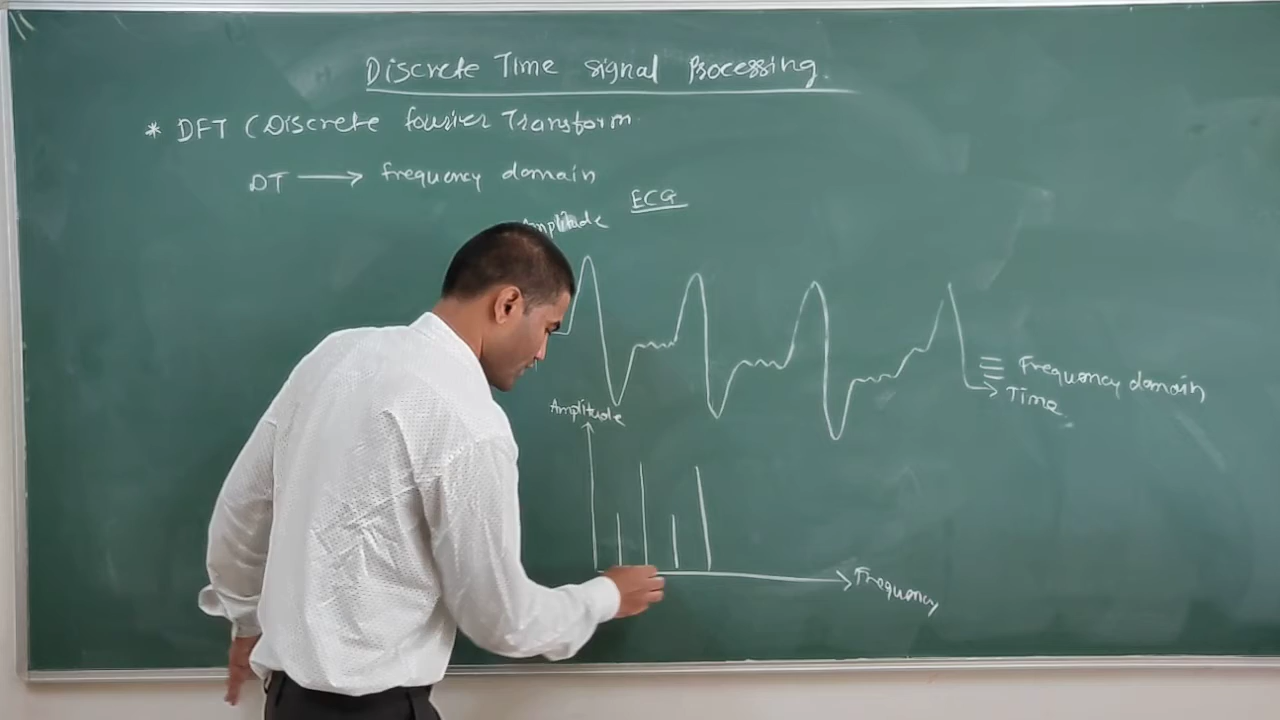 Discrete Time signal Processing.
* DFT (Discrete fourier Transform
DT → frequency domain
ECG
Amplitude
Frequency domain
Time
Amplitude
Frequency